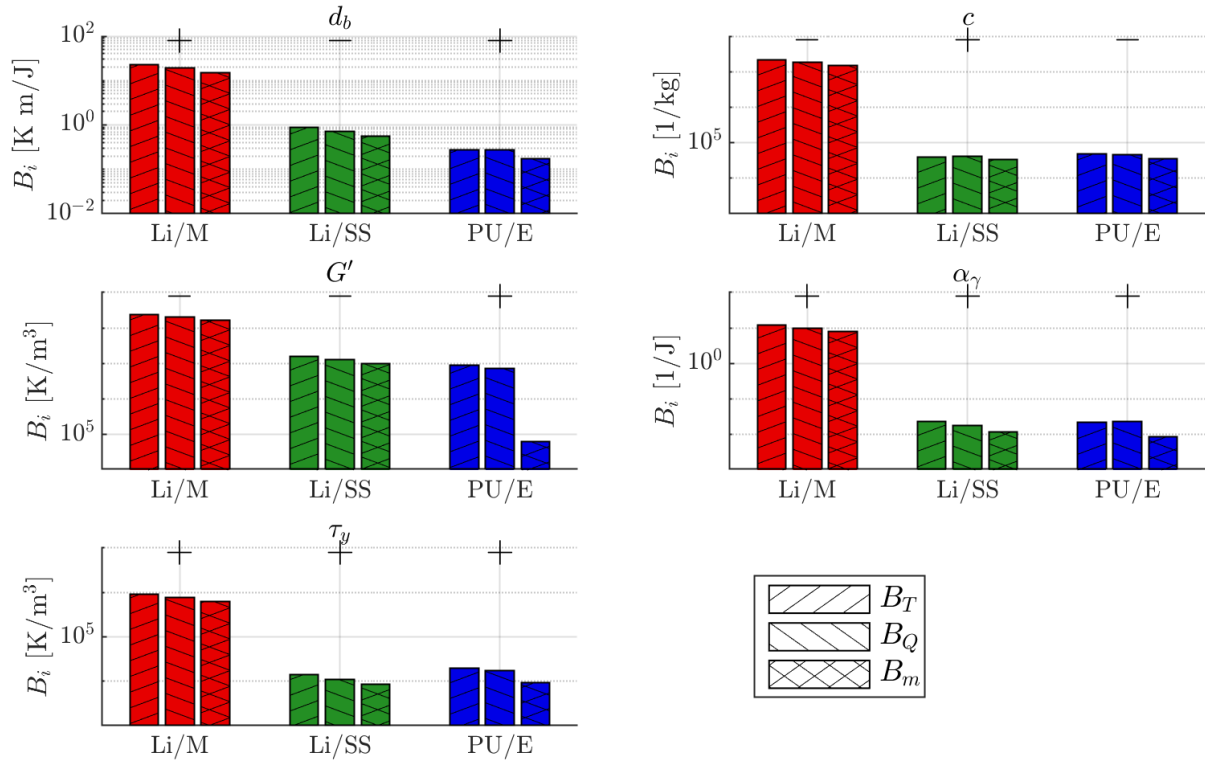 d_b
B_i [K m/J]
10^2
10^0
10^-2
Li/M Li/SS PU/E
c
B_i [1/kg]
10^5
Li/M Li/SS PU/E
G′
B_i [K/m^3]
10^5
Li/M Li/SS PU/E
α_γ
B_i [1/J]
10^0
Li/M Li/SS PU/E
τ_y
B_i [K/m^3]
10^5
Li/M Li/SS PU/E
B_T
B_Q
B_m